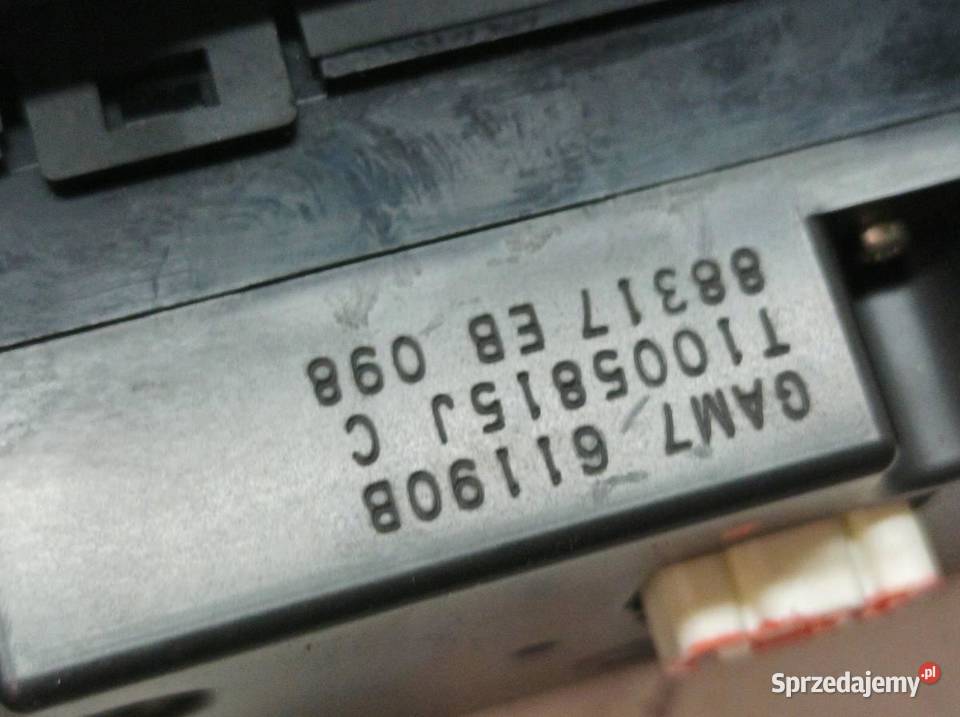 GAM7 61190B
T1005815J C
88317 EB 098
Sprzedajemy.pl